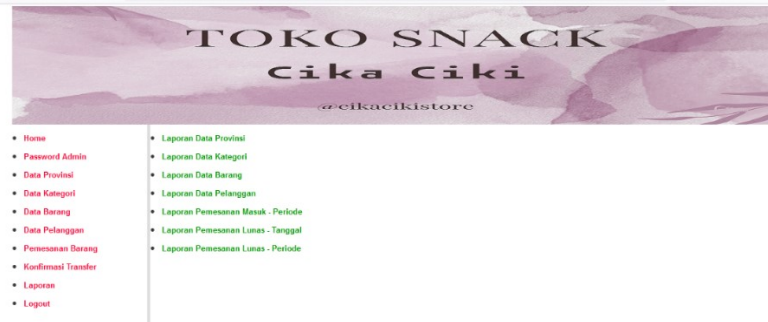 TOKO SNACK
Cika Ciki
@cikacikistore
Home
Password Admin
Data Provinsi
Data Kategori
Data Barang
Data Pelanggan
Pemesanan Barang
Konfirmasi Transfer
Laporan
Logout
Laporan Data Provinsi
Laporan Data Kategori
Laporan Data Barang
Laporan Data Pelanggan
Laporan Pemesanan Masuk - Periode
Laporan Pemesanan Lunas - Tanggal
Laporan Pemesanan Lunas - Periode